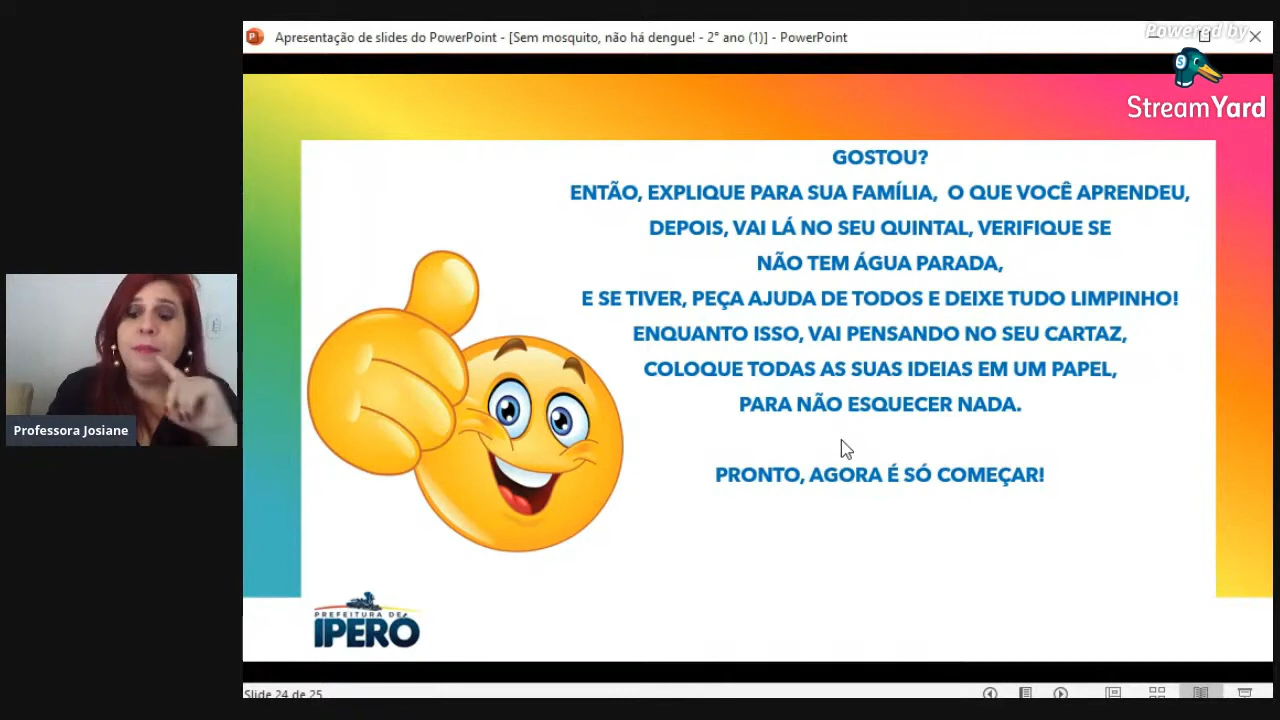 Apresentação de slides do PowerPoint - [Sem mosquito, não há dengue! - 2° ano (1)] - PowerPoint
Powered by
StreamYard
GOSTOU?
ENTÃO, EXPLIQUE PARA SUA FAMÍLIA, O QUE VOCÊ APRENDEU,
DEPOIS, VAI LÁ NO SEU QUINTAL, VERIFIQUE SE
NÃO TEM ÁGUA PARADA,
E SE TIVER, PEÇA AJUDA DE TODOS E DEIXE TUDO LIMPINHO!
ENQUANTO ISSO, VAI PENSANDO NO SEU CARTAZ,
COLOQUE TODAS AS SUAS IDEIAS EM UM PAPEL,
PARA NÃO ESQUECER NADA.
PRONTO, AGORA É SÓ COMEÇAR!
Professora Josiane
PREFEITURA DE
IPERÓ
Slide 24 de 25